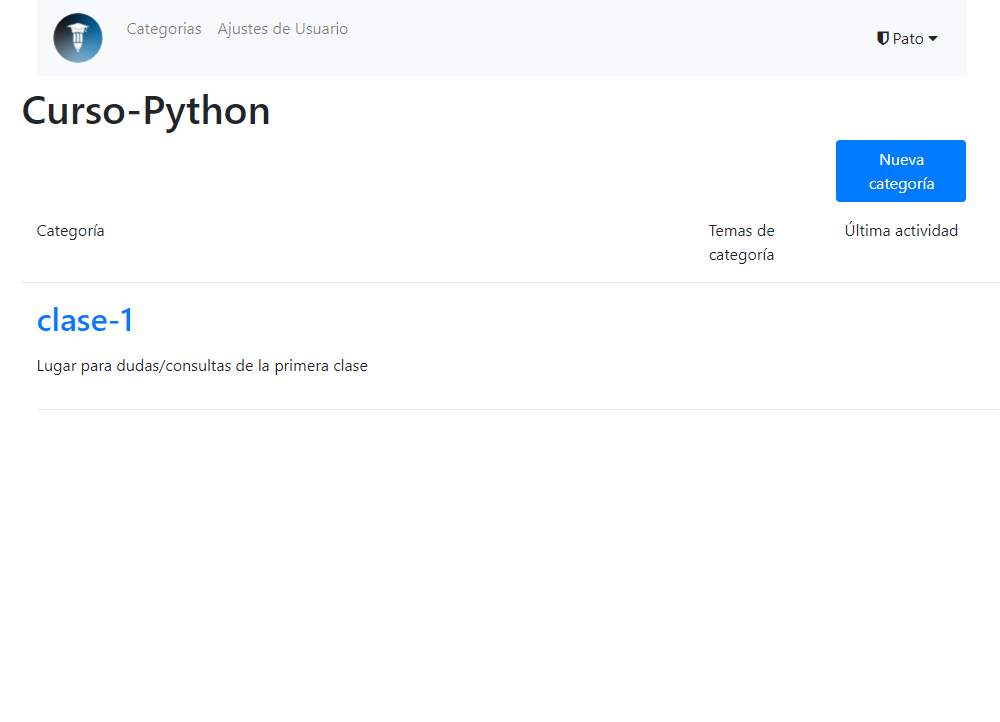 Categorias Ajustes de Usuario Pato
Curso-Python
Nueva
categoría
Categoría Temas de Última actividad
categoría
clase-1
Lugar para dudas/consultas de la primera clase